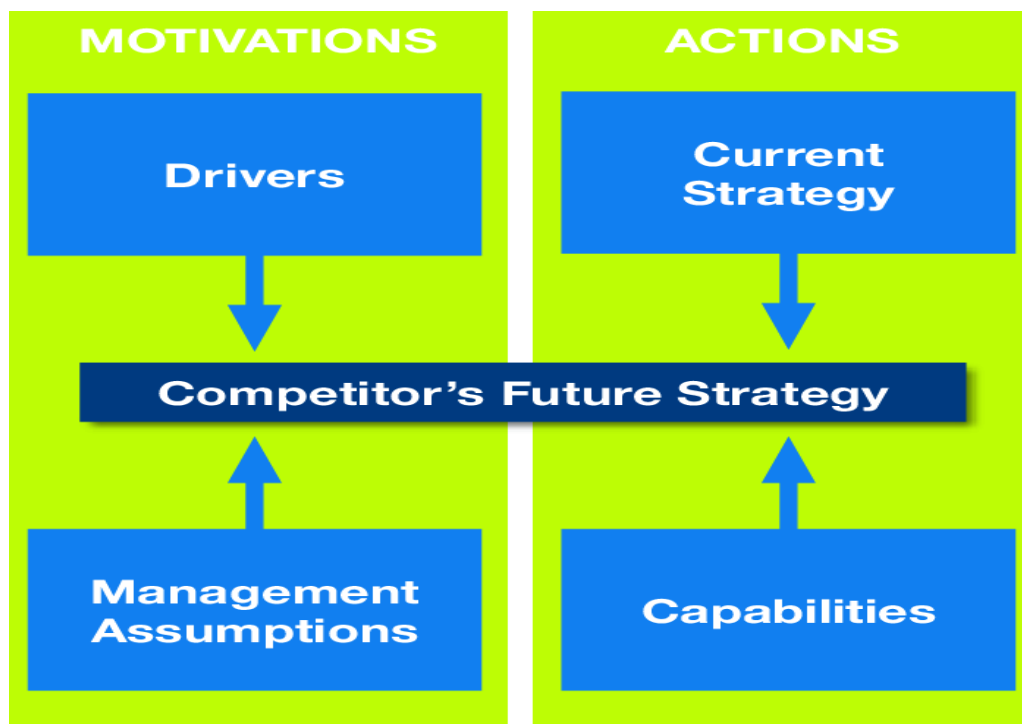 MOTIVATIONS
ACTIONS
Drivers
Current
Strategy
Competitor’s Future Strategy
Management
Assumptions
Capabilities